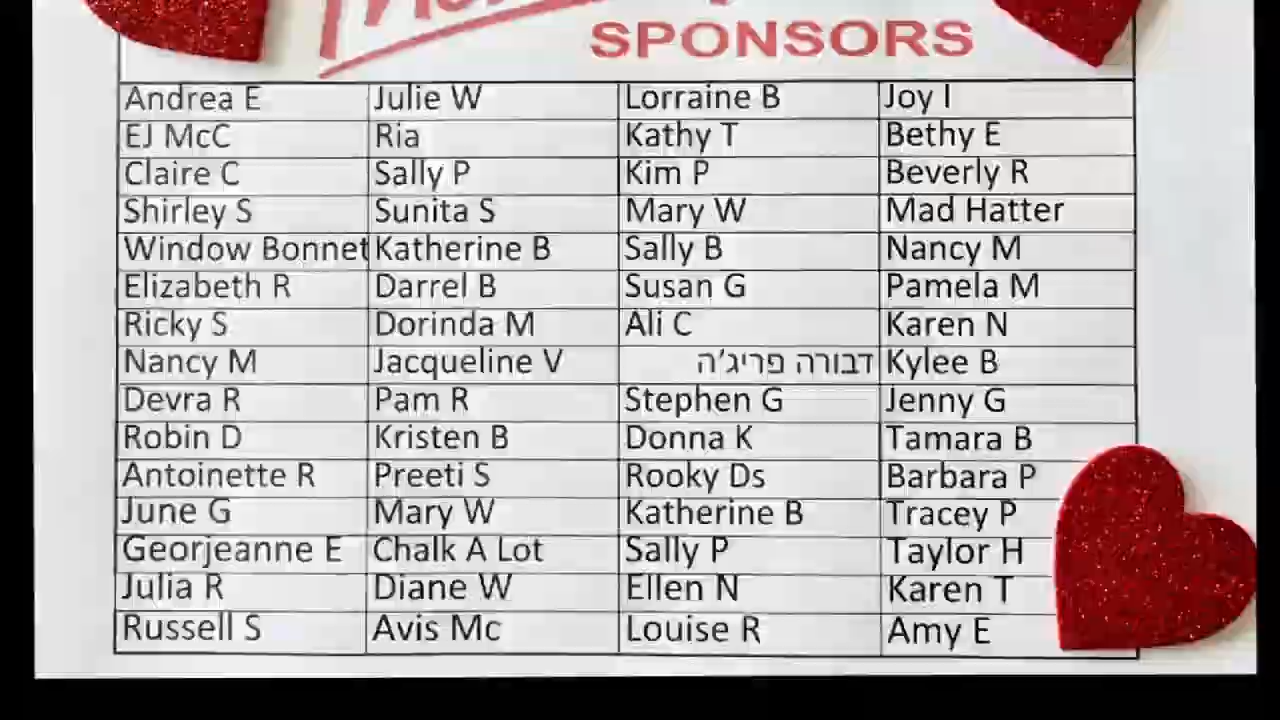 SPONSORS
Andrea E Julie W Lorraine B Joy I
EJ McC Ria Kathy T Bethy E
Claire C Sally P Kim P Beverly R
Shirley S Sunita S Mary W Mad Hatter
Window Bonnet Katherine B Sally B Nancy M
Elizabeth R Darrel B Susan G Pamela M
Ricky S Dorinda M Ali C Karen N
Nancy M Jacqueline V דבורה פריג'ה Kylee B
Devra R Pam R Stephen G Jenny G
Robin D Kristen B Donna K Tamara B
Antoinette R Preeti S Rooky Ds Barbara P
June G Mary W Katherine B Tracey P
Georjeanne E Chalk A Lot Sally P Taylor H
Julia R Diane W Ellen N Karen T
Russell S Avis Mc Louise R Amy E